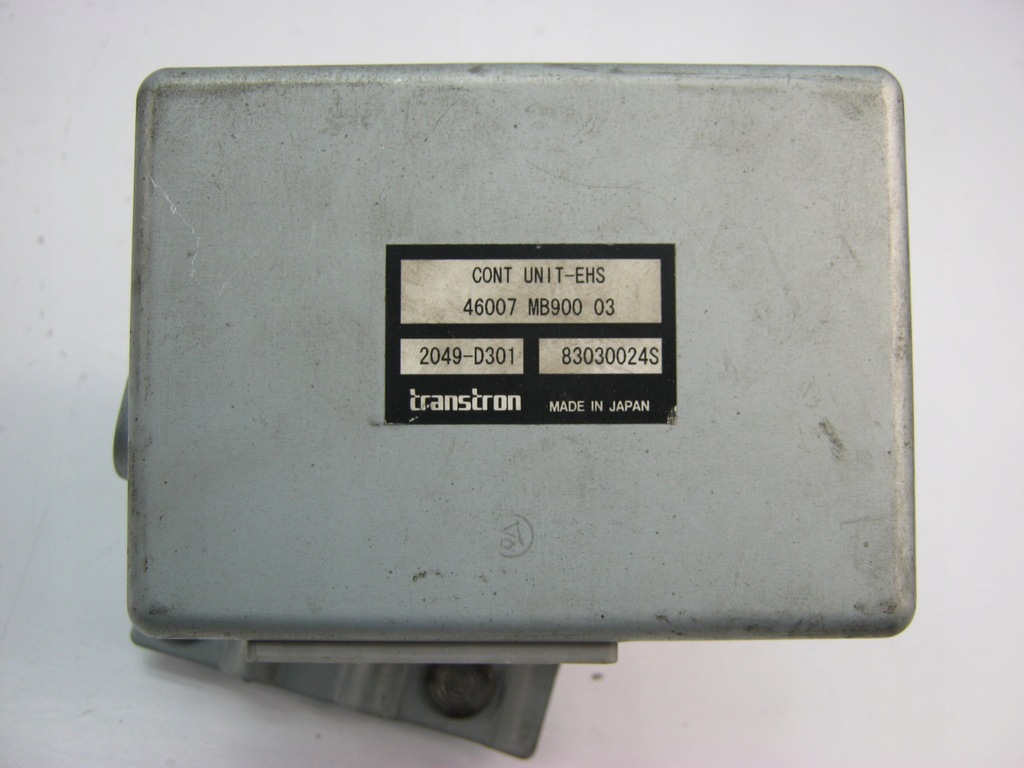 CONT UNIT-EHS
46007 MB900 03
2049-D301 83030024S
transtron MADE IN JAPAN